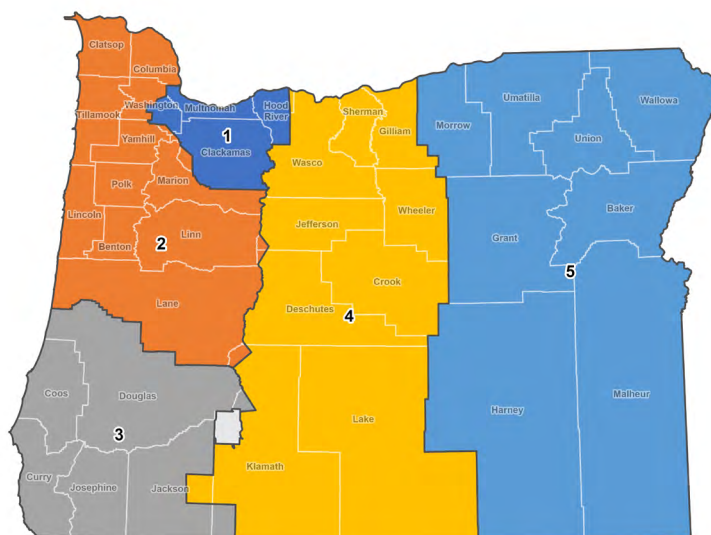 Clatsop
Columbia
Washington
Multnomah
Hood
River
Tillamook
1
Yamhill
Clackamas
Sherman
Gilliam
Wasco
Umatilla
Wallowa
Morrow
Union
Polk
Marion
Lincoln
Benton
2
Linn
Jefferson
Wheeler
Grant
Baker
5
Lane
Crook
Deschutes
4
Coos
Douglas
3
Lake
Harney
Malheur
Curry
Josephine
Jackson
Klamath